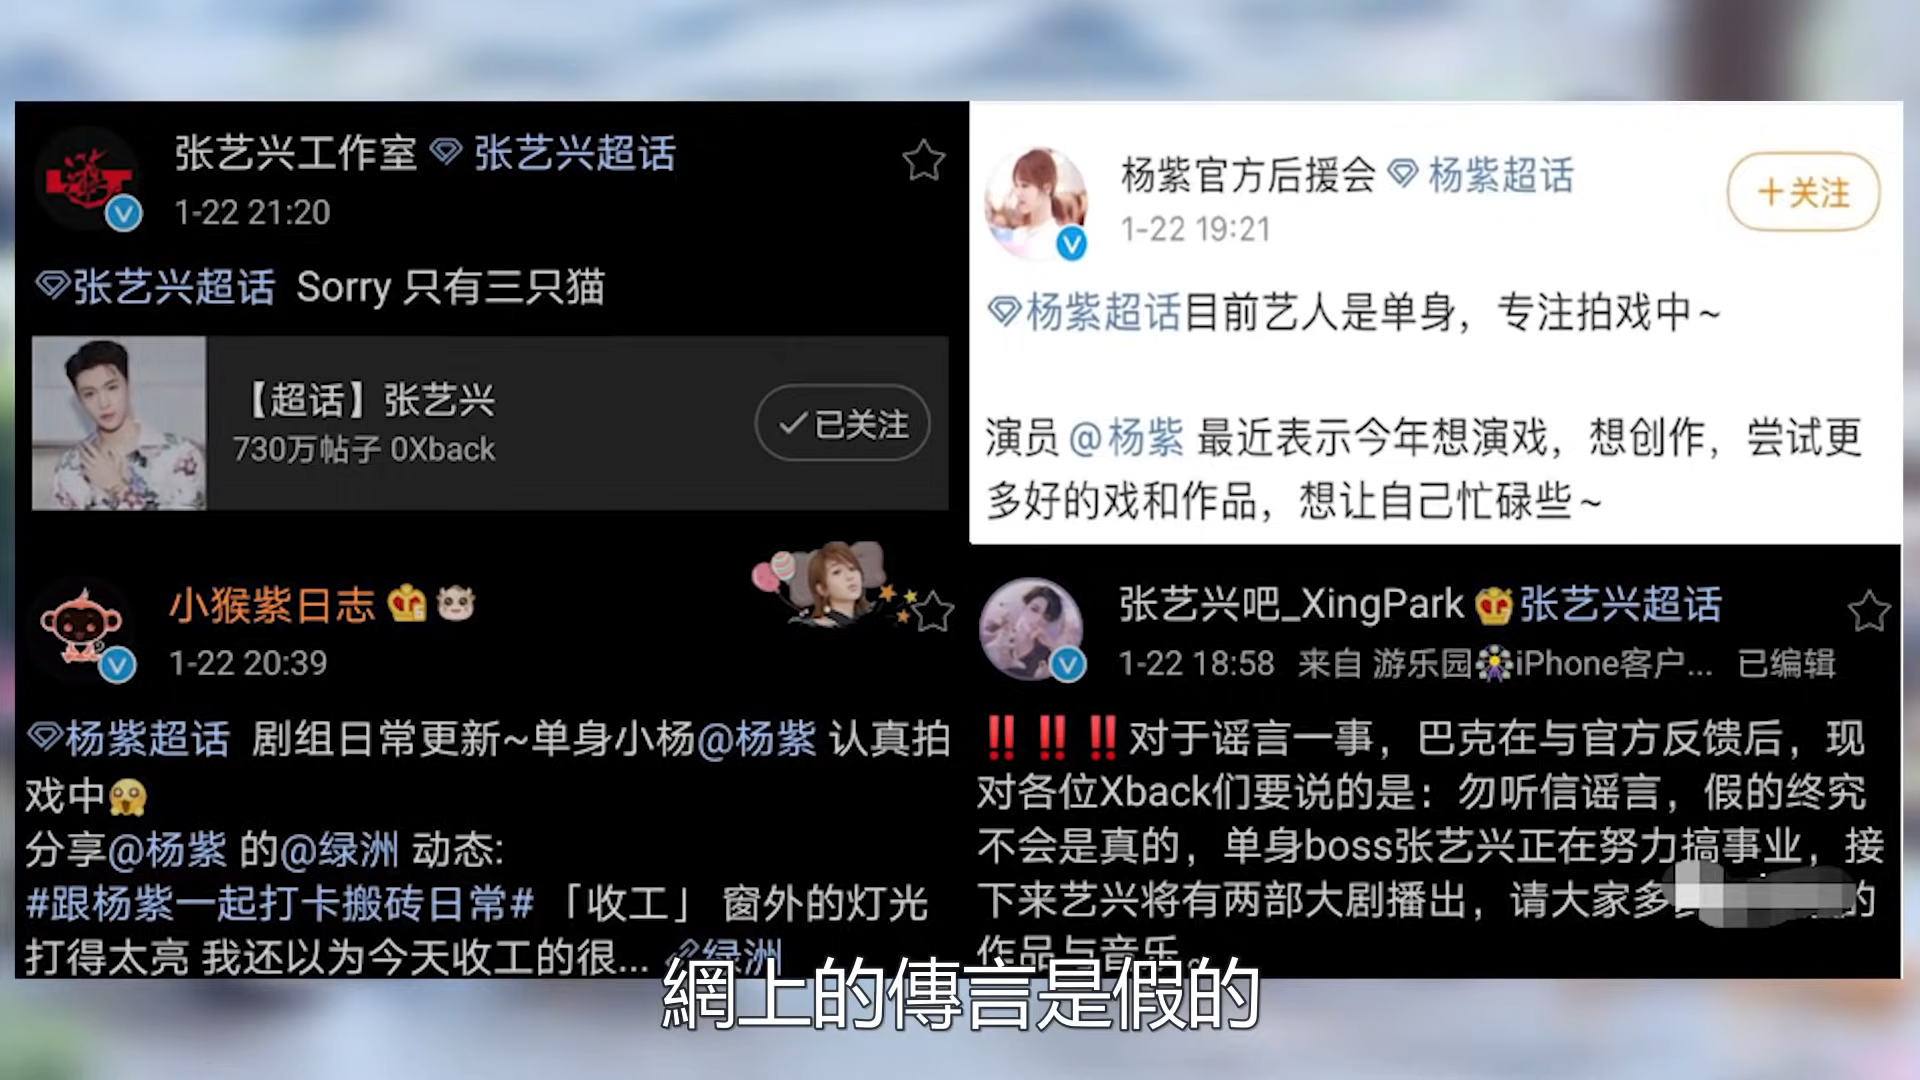 张艺兴工作室 张艺兴超话
1-22 21:20
张艺兴超话 Sorry 只有三只猫
【超话】张艺兴
730万帖子 0Xback
已关注
小猴紫日志
1-22 20:39
杨紫超话 剧组日常更新~单身小杨@杨紫 认真拍
戏中
分享@杨紫 的@绿洲 动态:
#跟杨紫一起打卡搬砖日常# 「收工」 窗外的灯光
打得太亮 我还以为今天收工的很... 绿洲
杨紫官方后援会 杨紫超话
1-22 19:21
+关注
杨紫超话目前艺人是单身，专注拍戏中~
演员 @杨紫 最近表示今年想演戏，想创作，尝试更
多好的戏和作品，想让自己忙碌些~
张艺兴吧_XingPark 张艺兴超话
1-22 18:58 来自 游乐园iPhone客户... 已编辑
‼️‼️‼️对于谣言一事，巴克在与官方反馈后，现
对各位Xback们要说的是：勿听信谣言，假的终究
不会是真的，单身boss张艺兴正在努力搞事业，接
下来艺兴将有两部大剧播出，请大家多 的
作品与音乐。
網上的傳言是假的